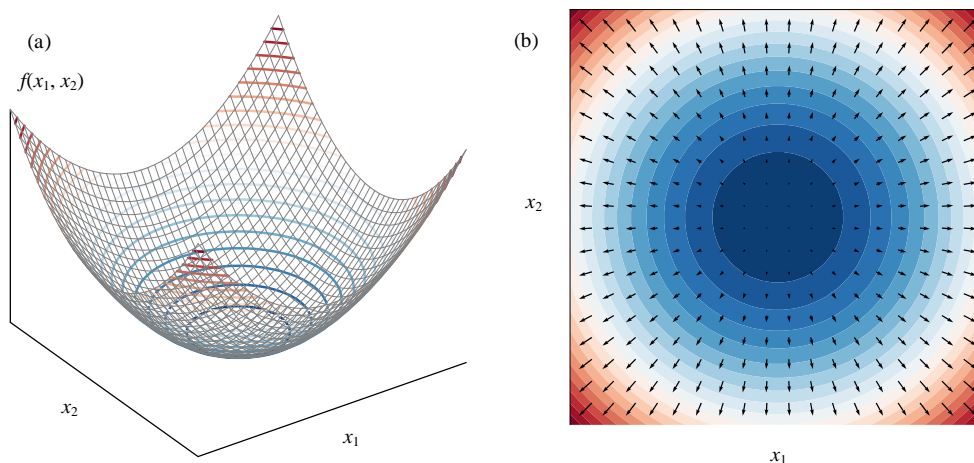 (a)
f(x₁, x₂)
x₂
x₁
(b)
x₂
x₁